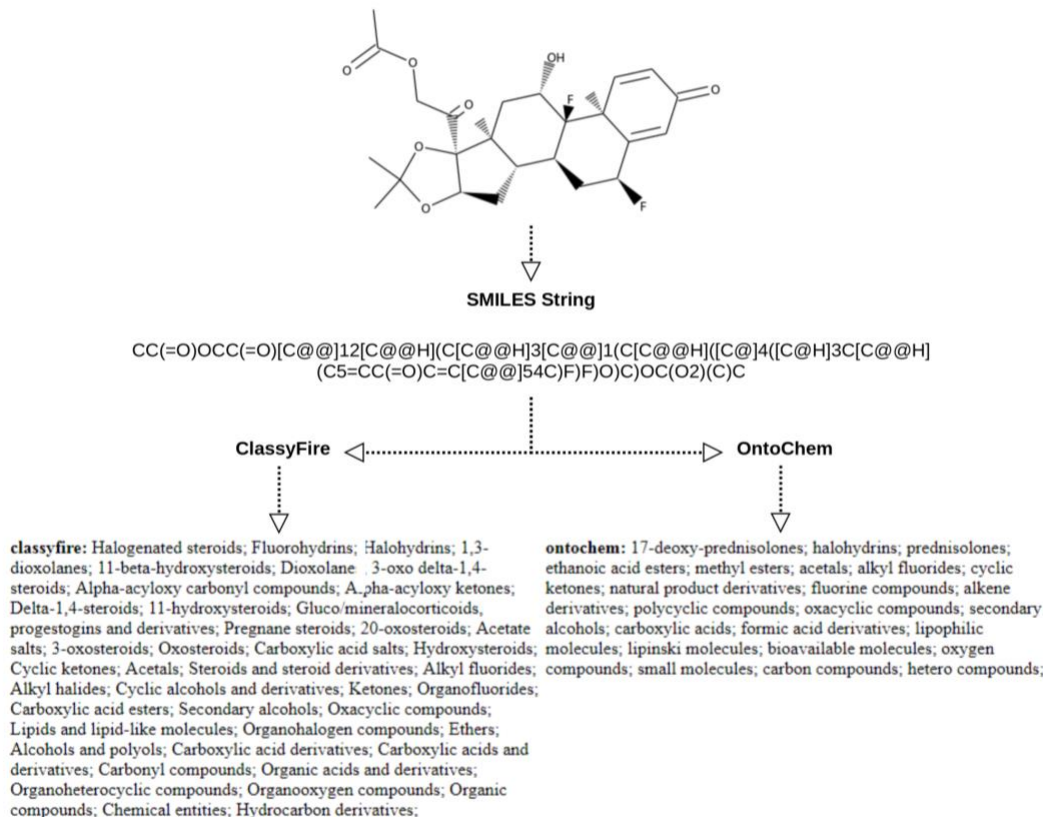 O
O
OH
O
F
O
O
O
F
SMILES String
CC(=O)OCC(=O)[C@@]12[C@@H](C[C@@H]3[C@@]1(C[C@@H]([C@]4([C@H]3C[C@@H]
(C5=CC(=O)C=C[C@@]54C)F)F)O)C)OC(O2)(C)C
ClassyFire
OntoChem
classyfire: Halogenated steroids; Fluorohydrins; Halohydrins; 1,3-
dioxolanes; 11-beta-hydroxysteroids; Dioxolane 3-oxo delta-1,4-
steroids; Alpha-acyloxy carbonyl compounds; A pha-acyloxy ketones;
Delta-1,4-steroids; 11-hydroxysteroids; Gluco/mineralocorticoids,
progestogins and derivatives; Pregnane steroids; 20-oxosteroids; Acetate
salts; 3-oxosteroids; Oxosteroids; Carboxylic acid salts; Hydroxysteroids;
Cyclic ketones; Acetals; Steroids and steroid derivatives; Alkyl fluorides;
Alkyl halides; Cyclic alcohols and derivatives; Ketones; Organofluorides;
Carboxylic acid esters; Secondary alcohols; Oxacyclic compounds;
Lipids and lipid-like molecules; Organohalogen compounds; Ethers;
Alcohols and polyols; Carboxylic acid derivatives; Carboxylic acids and
derivatives; Carbonyl compounds; Organic acids and derivatives;
Organoheterocyclic compounds; Organooxygen compounds; Organic
compounds; Chemical entities; Hydrocarbon derivatives;
ontochem: 17-deoxy-prednisolones; halohydrins; prednisolones;
ethanoic acid esters; methyl esters; acetals; alkyl fluorides; cyclic
ketones; natural product derivatives; fluorine compounds; alkene
derivatives; polycyclic compounds; oxacyclic compounds; secondary
alcohols; carboxylic acids; formic acid derivatives; lipophilic
molecules; lipinski molecules; bioavailable molecules; oxygen
compounds; small molecules; carbon compounds; hetero compounds;